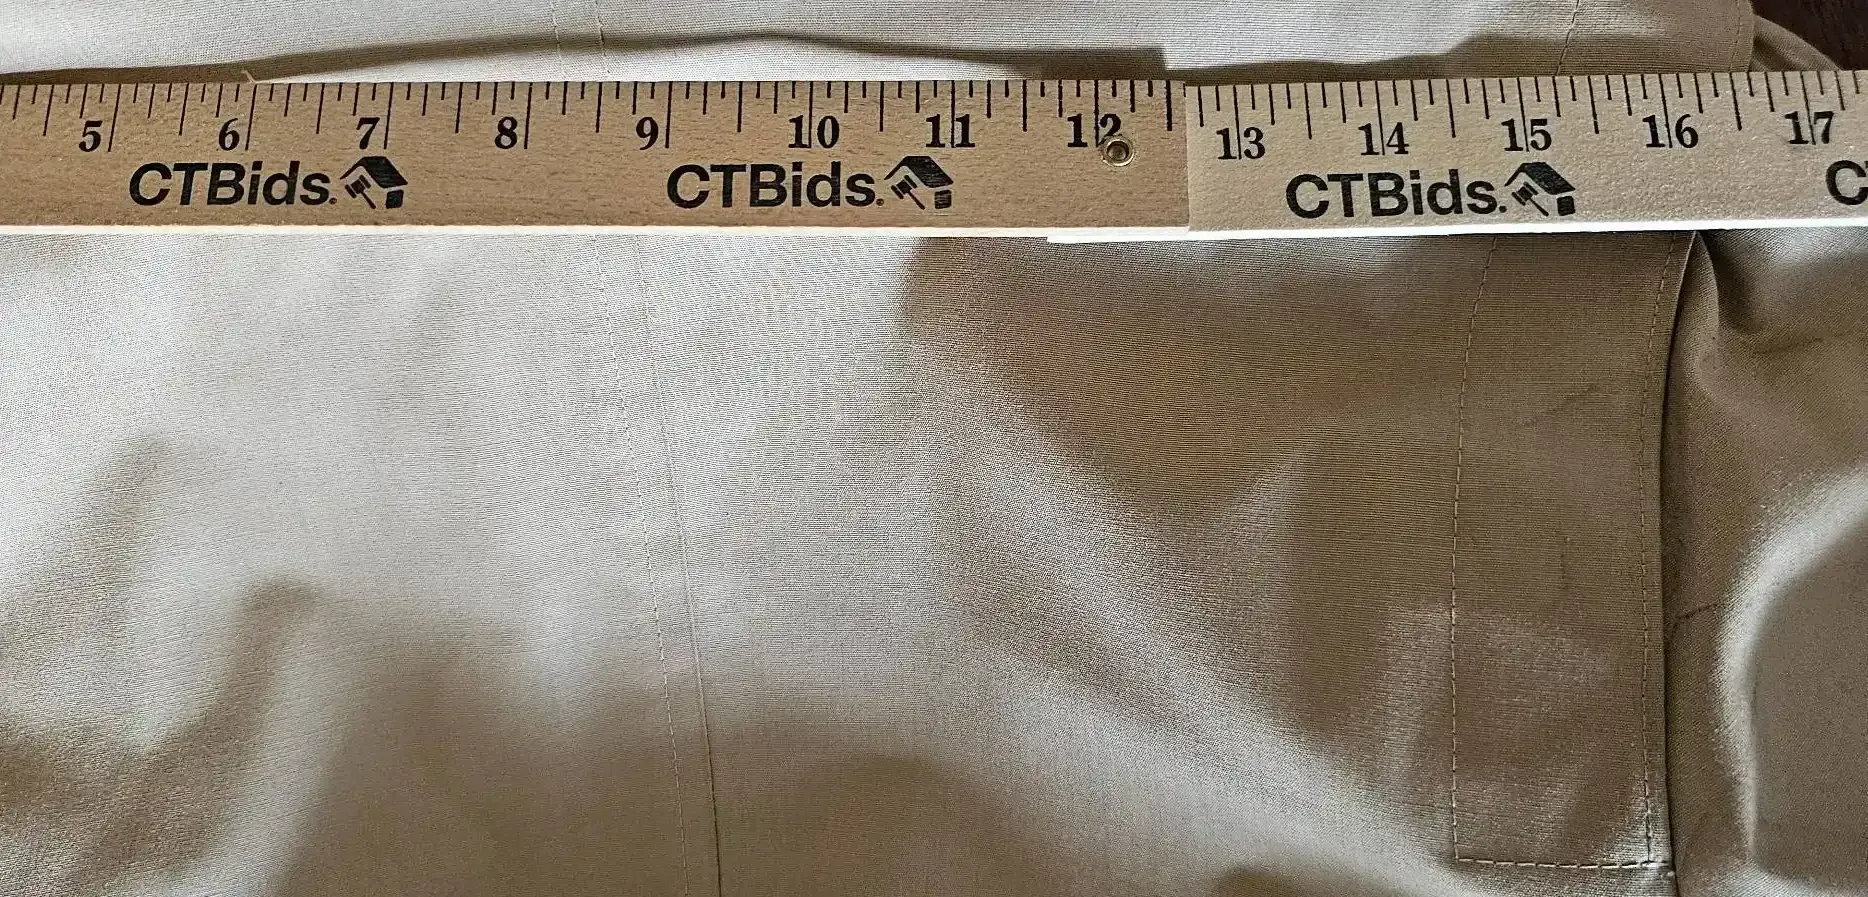 5 6 7 8 9 10 11 12 13 14 15 16 17
CTBids. CTBids. CTBids. C